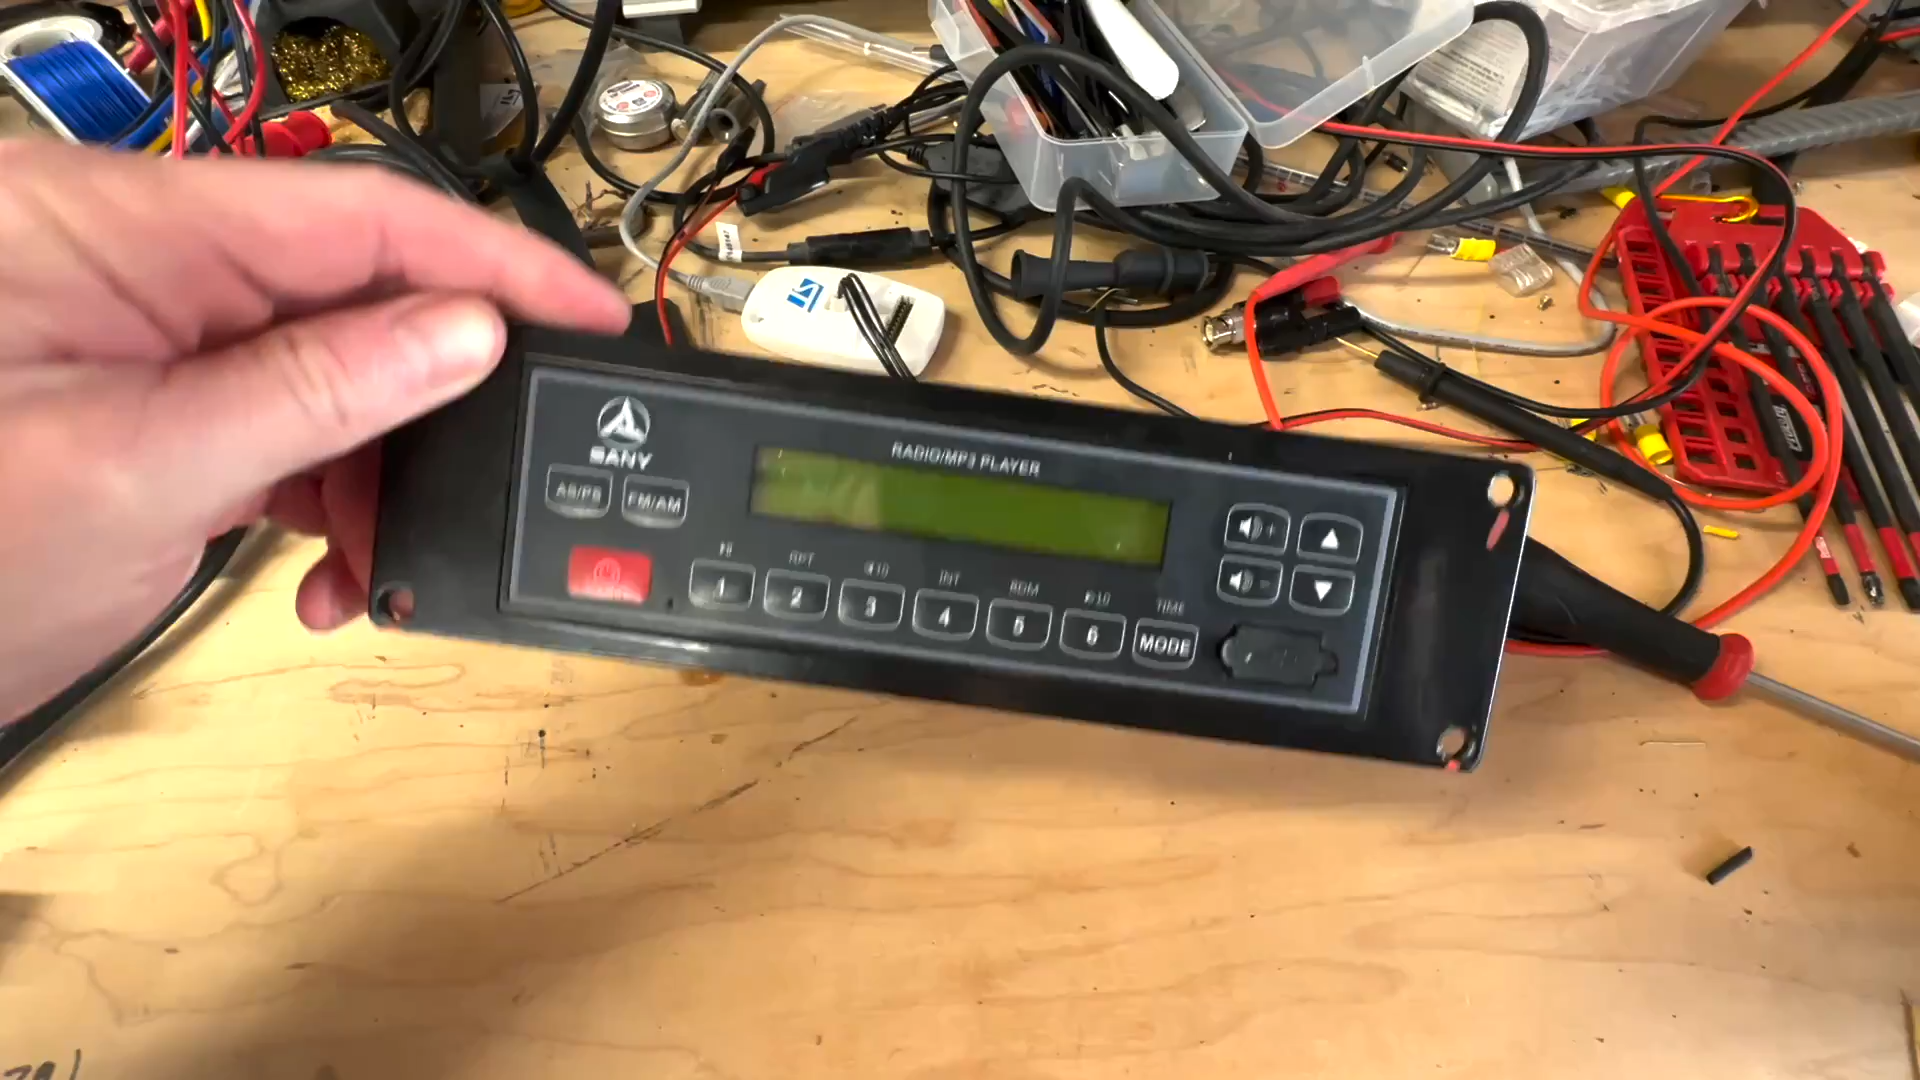 RADIO/MP3 PLAYER
SANY
AS/PS
FM/AM
RPT
INT
RDM
TIME
1
2
3
4
5
6
MODE